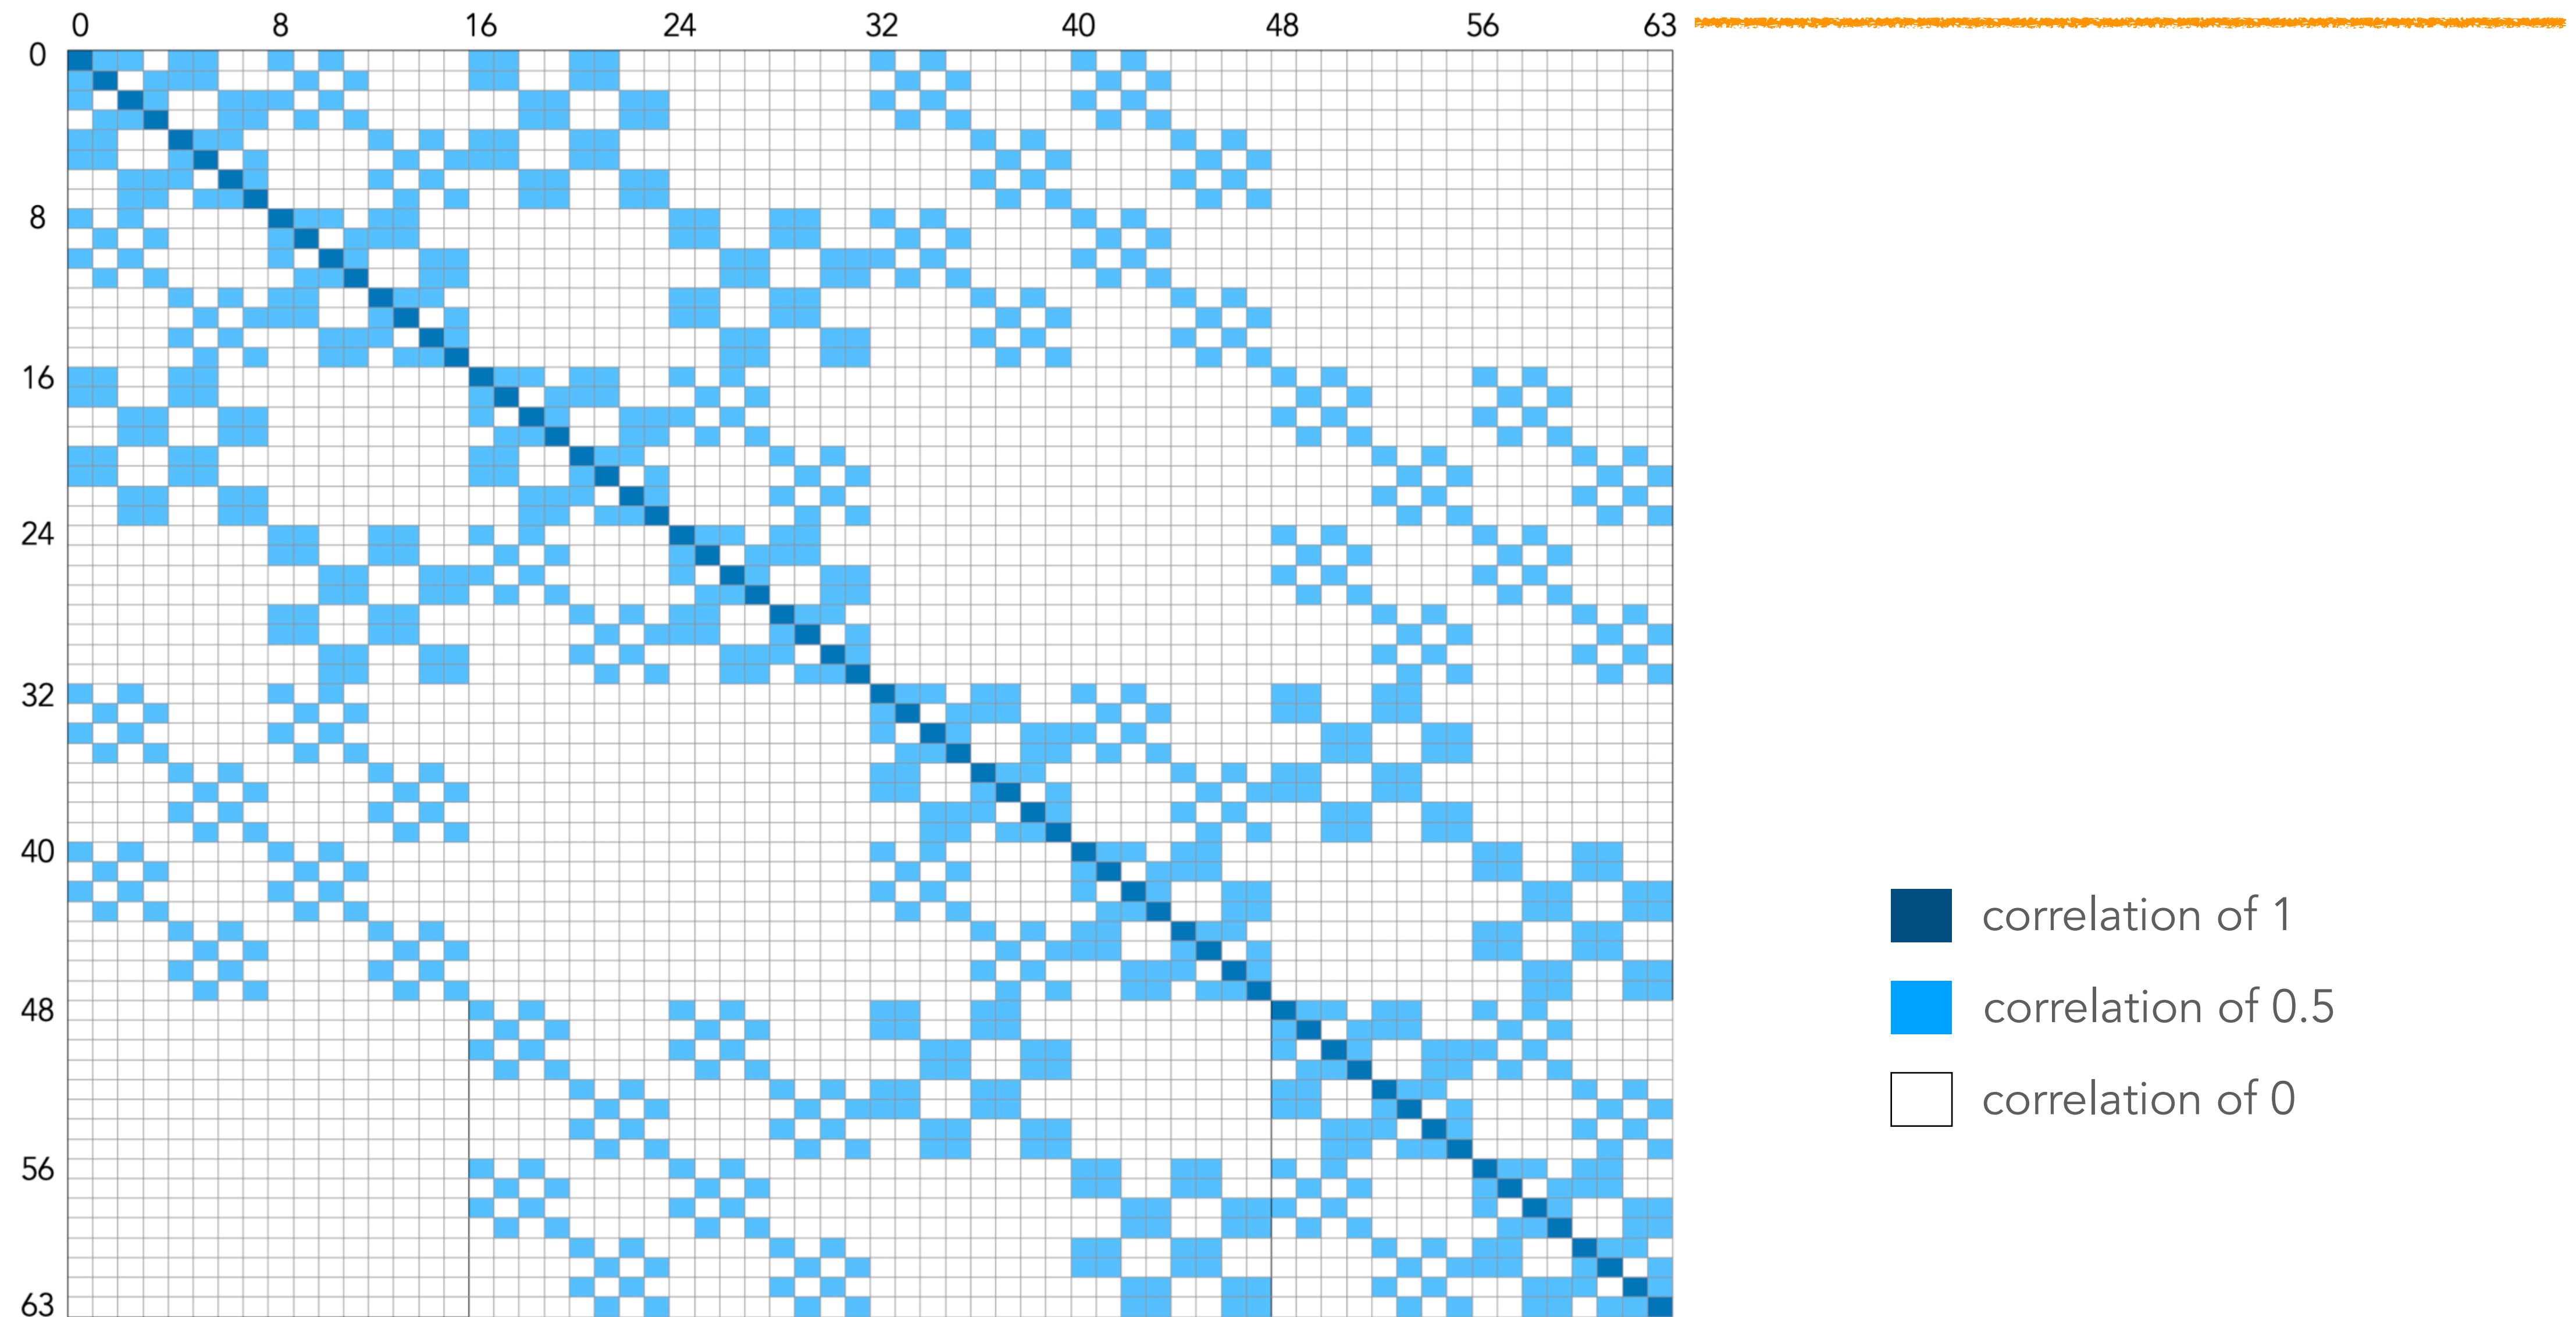 0 8 16 24 32 40 48 56 63
0
8
16
24
32
40
48
56
63
correlation of 1
correlation of 0.5
correlation of 0